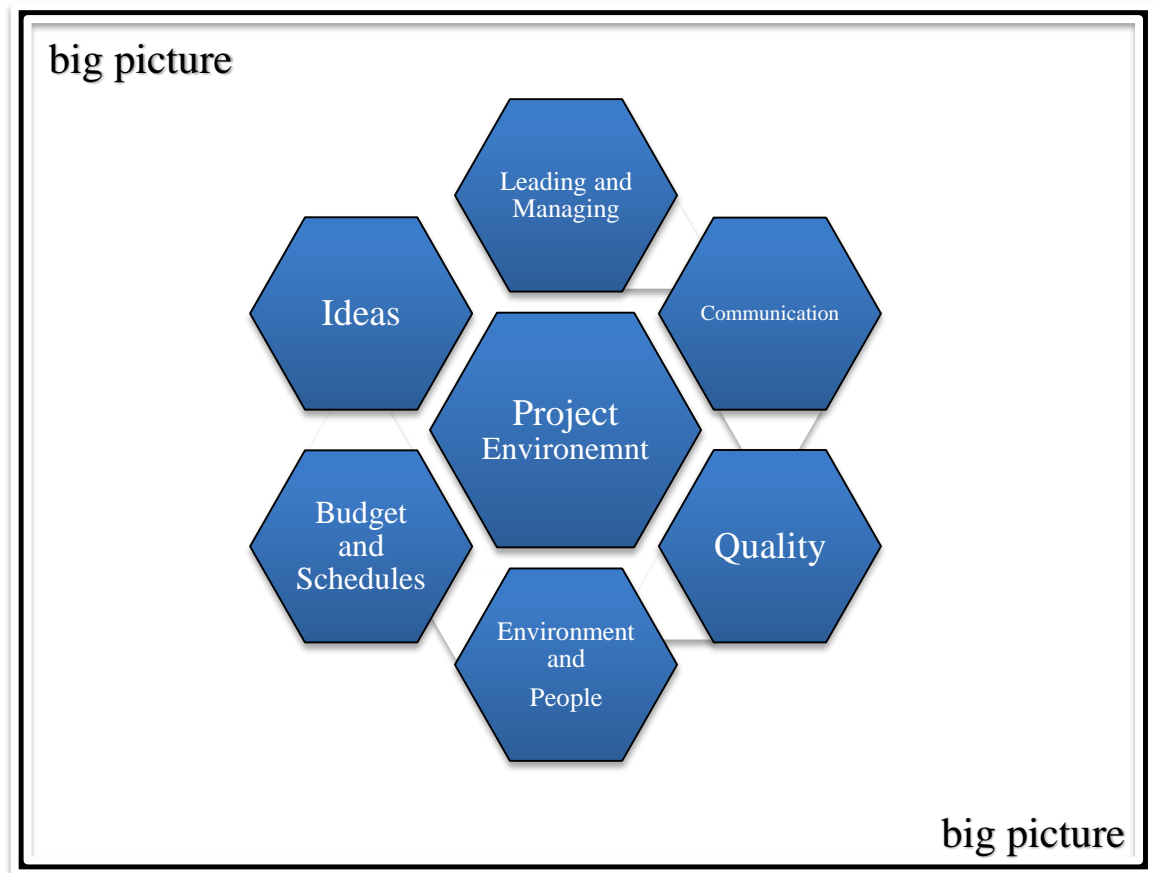 big picture
Leading and
Managing
Ideas
Communication
Project
Environemnt
Budget
and
Schedules
Quality
Environment
and
People
big picture